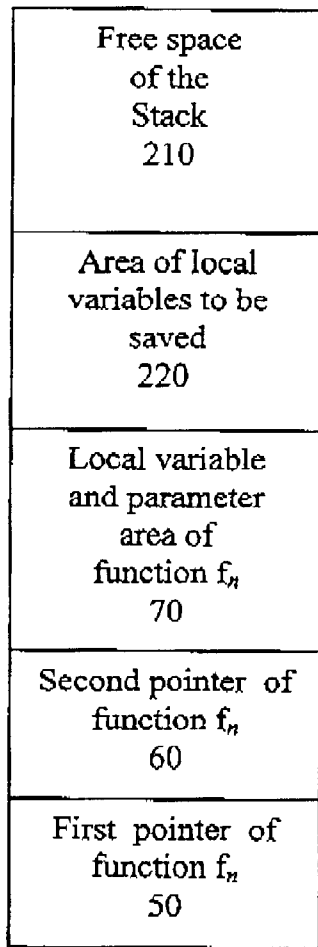 Free space
of the
Stack
210
Area of local
variables to be
saved
220
Local variable
and parameter
area of
function fn
70
Second pointer of
function fn
60
First pointer of
function fn
50